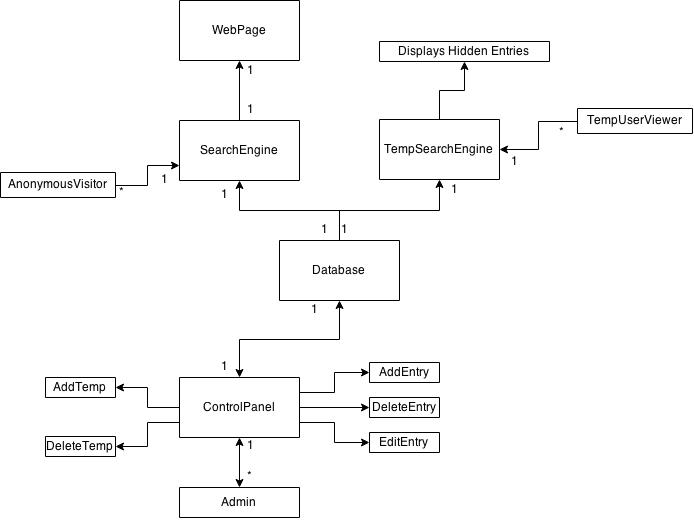 WebPage
Displays Hidden Entries
1
1
TempUserViewer
*
SearchEngine
TempSearchEngine
1
AnonymousVisitor
*
1
1
1
1
1
Database
1
1
AddEntry
AddTemp
ControlPanel
DeleteEntry
DeleteTemp
EditEntry
1
*
Admin